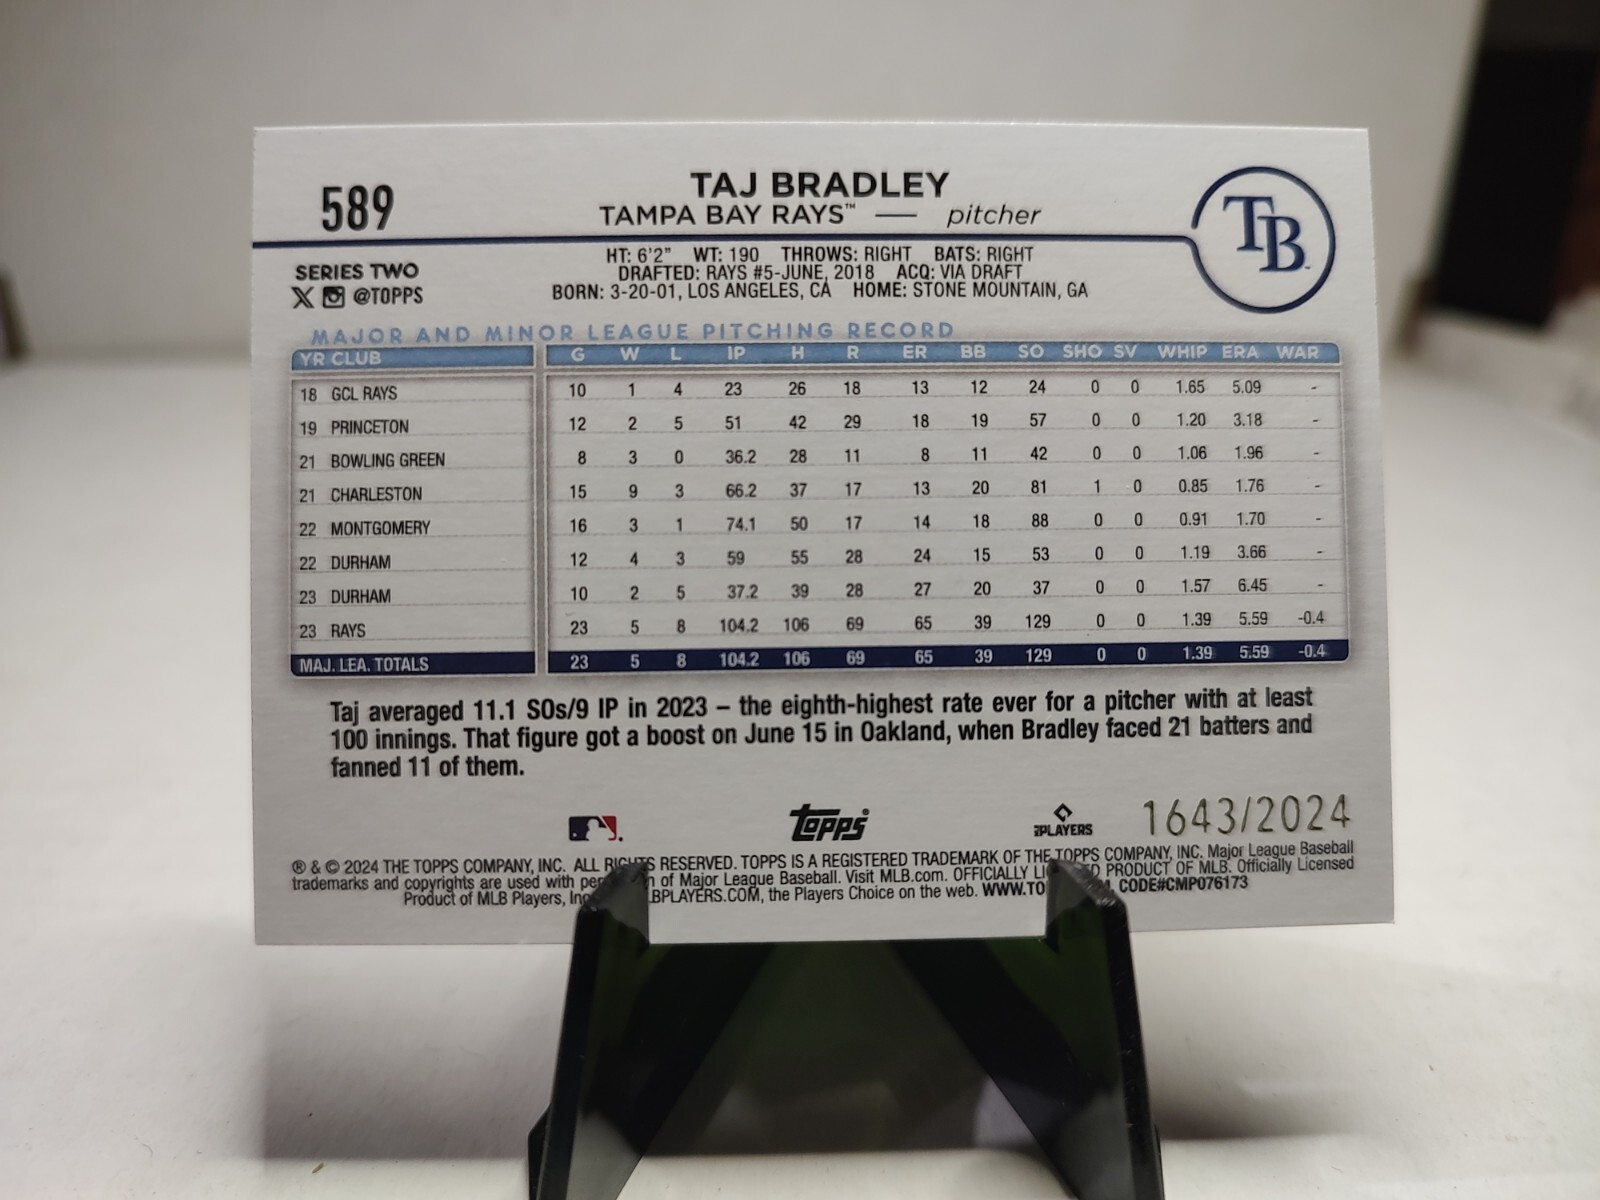 589
TAJ BRADLEY
TAMPA BAY RAYS™ — pitcher
TB
SERIES TWO
@TOPPS
HT: 6'2" WT: 190 THROWS: RIGHT BATS: RIGHT
DRAFTED: RAYS #5-JUNE, 2018 ACQ: VIA DRAFT
BORN: 3-20-01, LOS ANGELES, CA HOME: STONE MOUNTAIN, GA
MAJOR AND MINOR LEAGUE PITCHING RECORD
YR CLUB G W L IP H R ER BB SO SHO SV WHIP ERA WAR
18 GCL RAYS 10 1 4 23 26 18 13 12 24 0 0 1.65 5.09 -
19 PRINCETON 12 2 5 51 42 29 18 19 57 0 0 1.20 3.18 -
21 BOWLING GREEN 8 3 0 36.2 28 11 8 11 42 0 0 1.06 1.96 -
21 CHARLESTON 15 9 3 66.2 37 17 13 20 81 1 0 0.85 1.76 -
22 MONTGOMERY 16 3 1 74.1 50 17 14 18 88 0 0 0.91 1.70 -
22 DURHAM 12 4 3 59 55 28 24 15 53 0 0 1.19 3.66 -
23 DURHAM 10 2 5 37.2 39 28 27 20 37 0 0 1.57 6.45 -
23 RAYS 23 5 8 104.2 106 69 65 39 129 0 0 1.39 5.59 -0.4
MAJ. LEA. TOTALS 23 5 8 104.2 106 69 65 39 129 0 0 1.39 5.59 -0.4
Taj averaged 11.1 SOs/9 IP in 2023 – the eighth-highest rate ever for a pitcher with at least
100 innings. That figure got a boost on June 15 in Oakland, when Bradley faced 21 batters and
fanned 11 of them.
Topps
PLAYERS
1643/2024
® & © 2024 THE TOPPS COMPANY, INC. ALL RIGHTS RESERVED. TOPPS IS A REGISTERED TRADEMARK OF THE TOPPS COMPANY, INC. Major League Baseball
trademarks and copyrights are used with of Major League Baseball. Visit MLB.com. OFFICIALLY PRODUCT OF MLB. Officially Licensed
Product of MLB Players, the Players Choice on the web. CODE#CMP076173